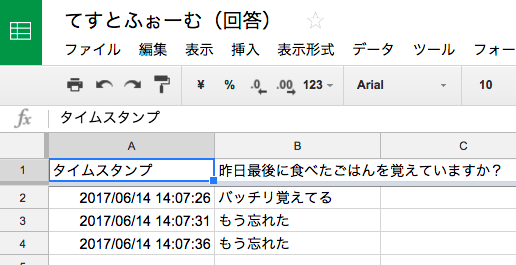 てすとふぉーむ（回答）
ファイル 編集 表示 挿入 表示形式 データ ツール フォー
¥ % .0 .00 123 Arial 10
fx タイムスタンプ
A B C
1 タイムスタンプ 昨日最後に食べたごはんを覚えていますか？
2 2017/06/14 14:07:26 バッチリ覚えてる
3 2017/06/14 14:07:31 もう忘れた
4 2017/06/14 14:07:36 もう忘れた